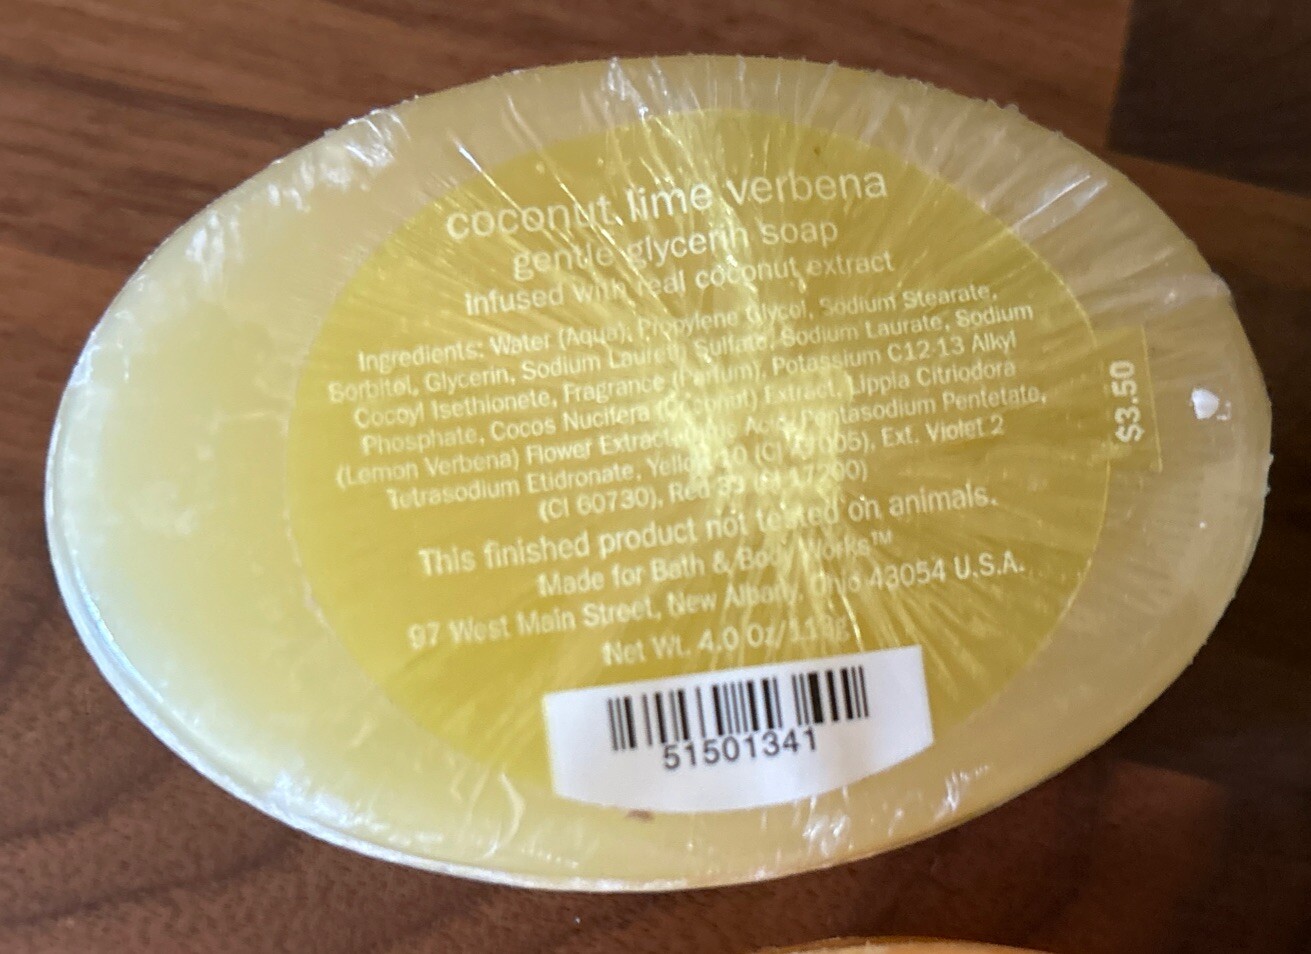 coconut lime verbena
gentle glycerin soap
infused with real coconut extract
Ingredients: Water (Aqua), Propylene Glycol, Sodium Stearate,
Sorbitol, Glycerin, Sodium Laureth Sulfate, Sodium Laurate, Sodium
Cocoyl Isethionete, Fragrance (Parfum), Potassium C12-13 Alkyl
Phosphate, Cocos Nucifera (Coconut) Extract, Lippia Citriodora
(Lemon Verbena) Flower Extract, Acid, Pentasodium Pentetate,
Tetrasodium Etidronate, Yellow 10 (CI 47005), Ext. Violet 2
(CI 60730), Red 33 (CI 17200)
This finished product not tested on animals.
Made for Bath & Body Works™
97 West Main Street, New Albany, Ohio 43054 U.S.A.
Net Wt. 4.0 Oz/113g
51501341
$3.50